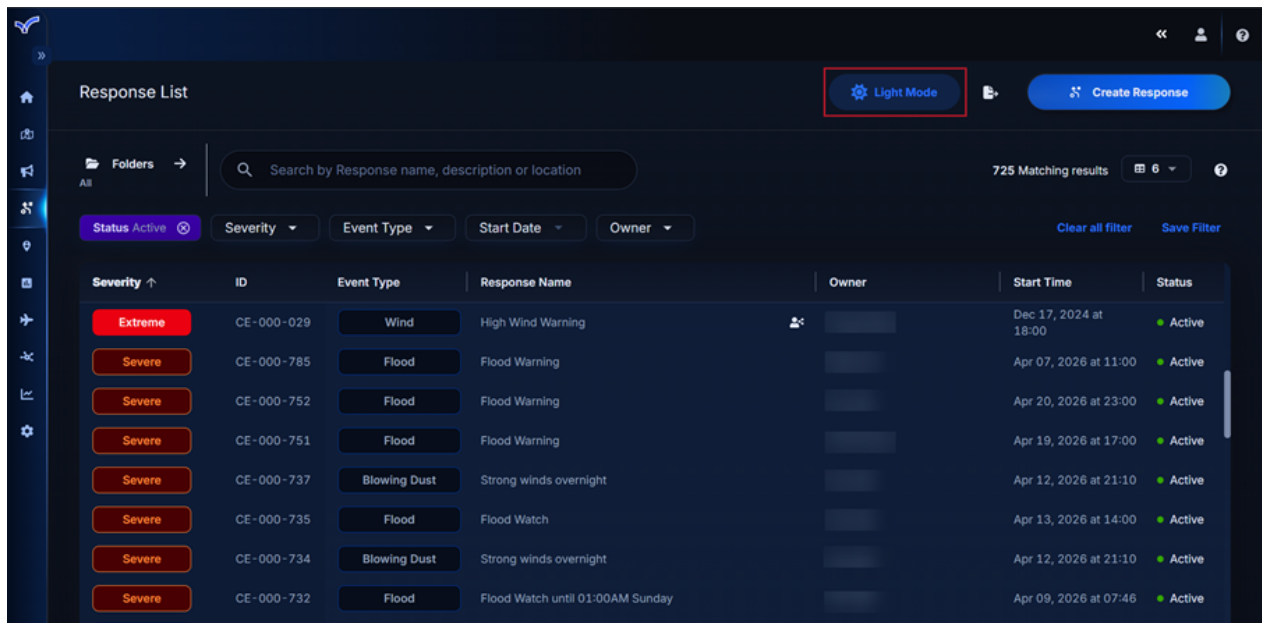 Response List
Light Mode
Create Response
Folders
All
Search by Response name, description or location
725 Matching results
6
Status Active
Severity
Event Type
Start Date
Owner
Clear all filter
Save Filter
Severity ID Event Type Response Name Owner Start Time Status
Extreme CE-000-029 Wind High Wind Warning Dec 17, 2024 at
18:00 Active
Severe CE-000-785 Flood Flood Warning Apr 07, 2026 at 11:00 Active
Severe CE-000-752 Flood Flood Warning Apr 20, 2026 at 23:00 Active
Severe CE-000-751 Flood Flood Warning Apr 19, 2026 at 17:00 Active
Severe CE-000-737 Blowing Dust Strong winds overnight Apr 12, 2026 at 21:10 Active
Severe CE-000-735 Flood Flood Watch Apr 13, 2026 at 14:00 Active
Severe CE-000-734 Blowing Dust Strong winds overnight Apr 12, 2026 at 21:10 Active
Severe CE-000-732 Flood Flood Watch until 01:00AM Sunday Apr 09, 2026 at 07:46 Active